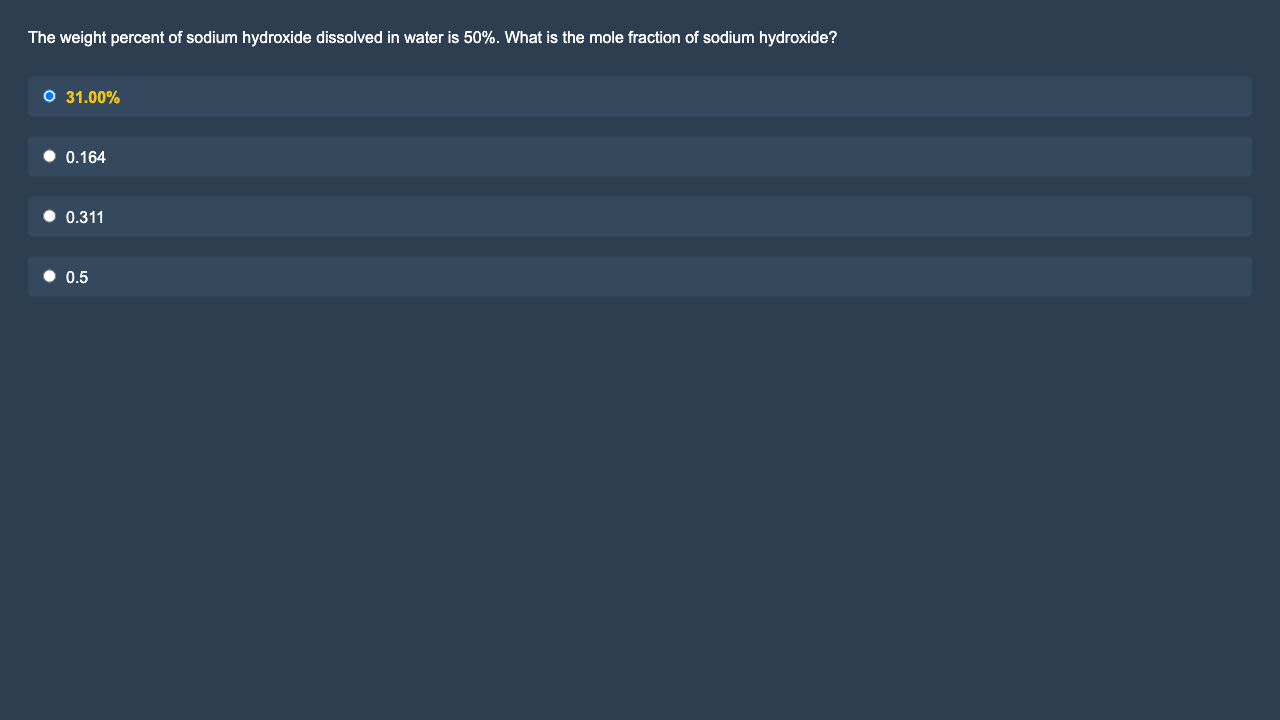 The weight percent of sodium hydroxide dissolved in water is 50%. What is the mole fraction of sodium hydroxide?
31.00%
0.164
0.311
0.5